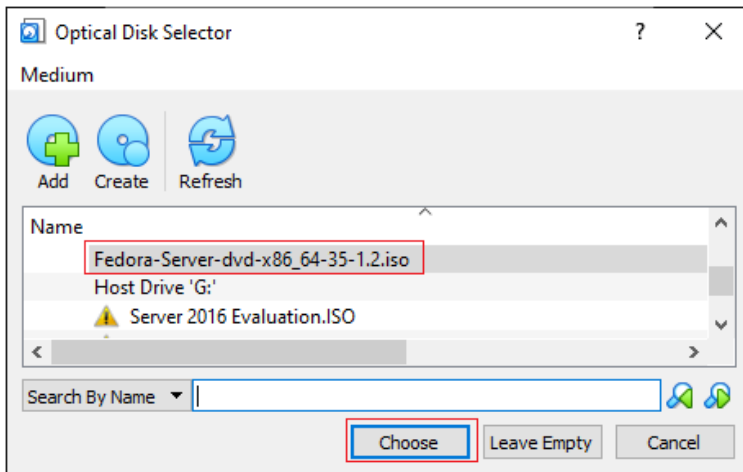 Optical Disk Selector ?
Medium
Add Create Refresh
Name
Fedora-Server-dvd-x86_64-35-1.2.iso
Host Drive 'G:'
Server 2016 Evaluation.ISO
Search By Name
Choose Leave Empty Cancel